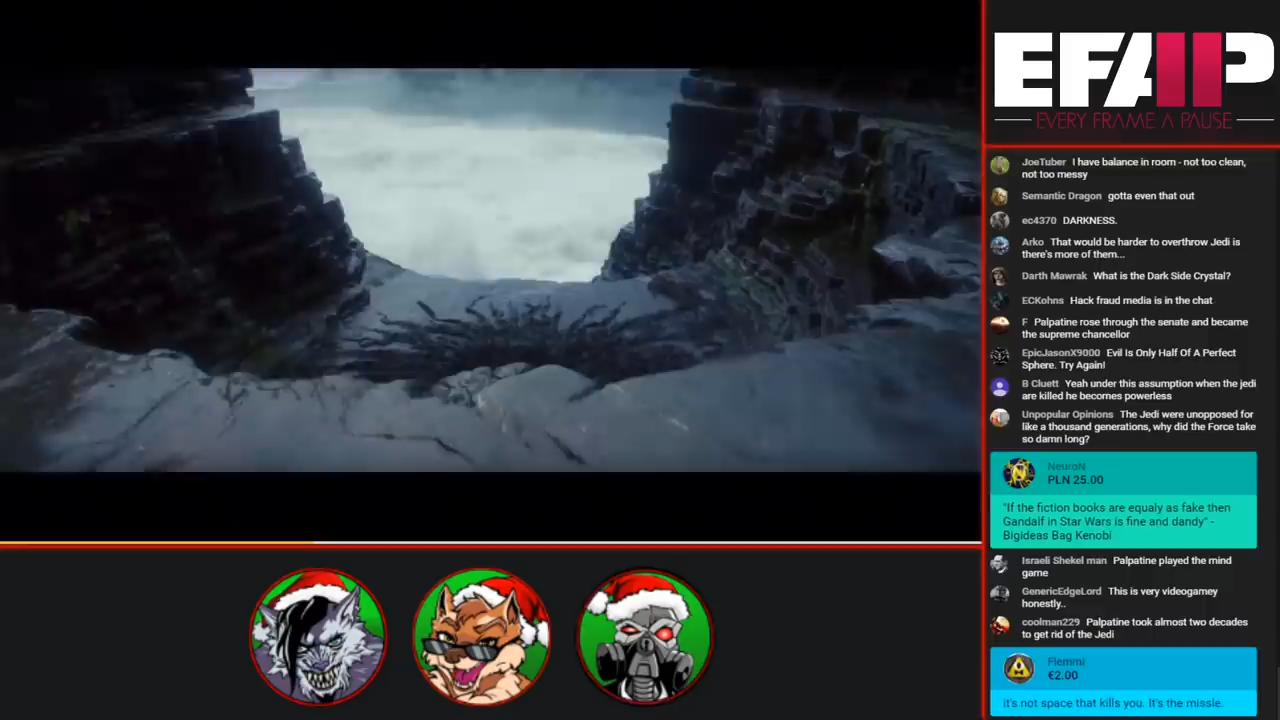 EFAP
EVERY FRAME A PAUSE
JoeTuber I have balance in room - not too clean,
not too messy
Semantic Dragon gotta even that out
ec4370 DARKNESS.
Arko That would be harder to overthrow Jedi is
there's more of them...
Darth Mawrak What is the Dark Side Crystal?
ECKohns Hack fraud media is in the chat
F Palpatine rose through the senate and became
the supreme chancellor
EpicJasonX9000 Evil Is Only Half Of A Perfect
Sphere. Try Again!
B Cluett Yeah under this assumption when the jedi
are killed he becomes powerless
Unpopular Opinions The Jedi were unopposed for
like a thousand generations, why did the Force take
so damn long?
NeuroN
PLN 25.00
"If the fiction books are equaly as fake then
Gandalf in Star Wars is fine and dandy" -
Bigideas Bag Kenobi
Israeli Shekel man Palpatine played the mind
game
GenericEdgeLord This is very videogamey
honestly..
coolman229 Palpatine took almost two decades
to get rid of the Jedi
Flemmi
€2.00
it's not space that kills you. It's the missle.